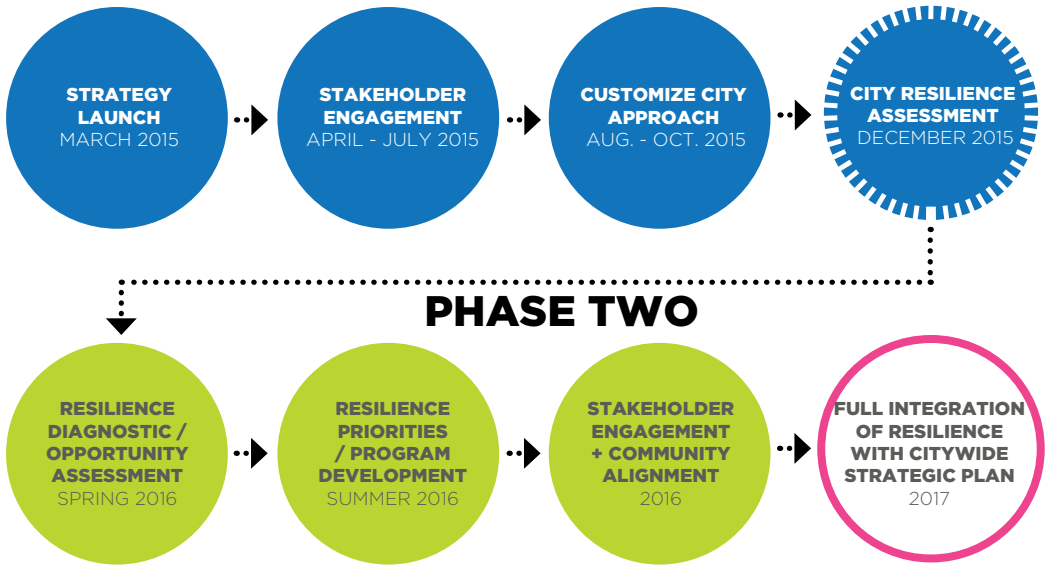 STRATEGY
LAUNCH
MARCH 2015
STAKEHOLDER
ENGAGEMENT
APRIL - JULY 2015
CUSTOMIZE CITY
APPROACH
AUG. - OCT. 2015
CITY RESILIENCE
ASSESSMENT
DECEMBER 2015
PHASE TWO
RESILIENCE
DIAGNOSTIC /
OPPORTUNITY
ASSESSMENT
SPRING 2016
RESILIENCE
PRIORITIES
/ PROGRAM
DEVELOPMENT
SUMMER 2016
STAKEHOLDER
ENGAGEMENT
+ COMMUNITY
ALIGNMENT
2016
FULL INTEGRATION
OF RESILIENCE
WITH CITYWIDE
STRATEGIC PLAN
2017